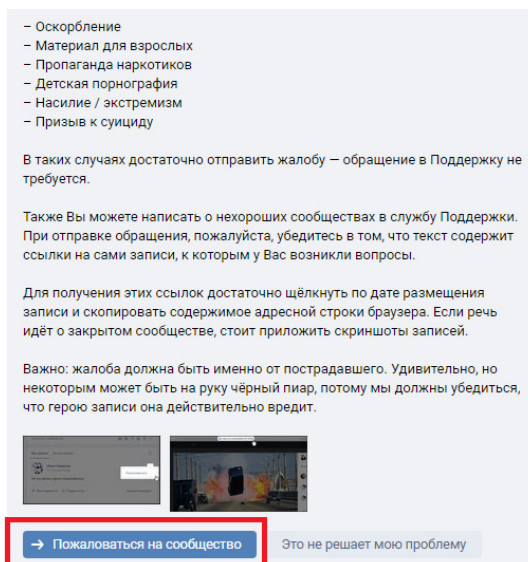 – Оскорбление
– Материал для взрослых
– Пропаганда наркотиков
– Детская порнография
– Насилие / экстремизм
– Призыв к суициду
В таких случаях достаточно отправить жалобу — обращение в Поддержку не
требуется.
Также Вы можете написать о нехороших сообществах в службу Поддержки.
При отправке обращения, пожалуйста, убедитесь в том, что текст содержит
ссылки на сами записи, к которым у Вас возникли вопросы.
Для получения этих ссылок достаточно щёлкнуть по дате размещения
записи и скопировать содержимое адресной строки браузера. Если речь
идёт о закрытом сообществе, стоит приложить скриншоты записей.
Важно: жалоба должна быть именно от пострадавшего. Удивительно, но
некоторым может быть на руку чёрный пиар, потому мы должны убедиться,
что герою записи она действительно вредит.
→ Пожаловаться на сообщество
Это не решает мою проблему